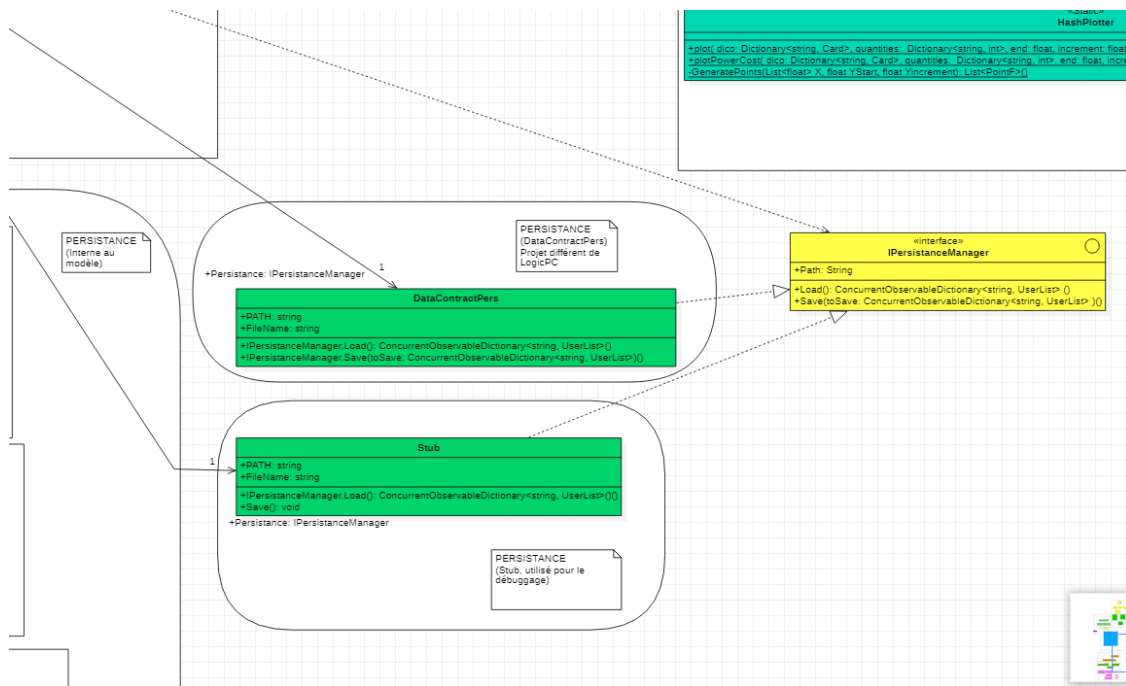 «Static»
HashPlotter
+plot( dico: Dictionary<string, Card>, quantities: Dictionary<string, int>, end: float, increment: float
+plotPowerCost( dico: Dictionary<string, Card>, quantities: Dictionary<string, int>, end: float, incre
-GeneratePoints(List<float> X, float YStart, float Yincrement): List<PointF>()
PERSISTANCE
(Interne au
modèle)
PERSISTANCE
(DataContractPers)
Projet différent de
LogicPC
+Persistance: IPersistanceManager
1
DataContractPers
+PATH: string
+FileName: string
+IPersistanceManager.Load(): ConcurrentObservableDictionary<string, UserList>()
+IPersistanceManager.Save(toSave: ConcurrentObservableDictionary<string, UserList>)()
«interface»
IPersistanceManager
+Path: String
+Load(): ConcurrentObservableDictionary<string, UserList> ()
+Save(toSave: ConcurrentObservableDictionary<string, UserList> )()
1
Stub
+PATH: string
+FileName: string
+IPersistanceManager.Load(): ConcurrentObservableDictionary<string, UserList>()()
+Save(): void
+Persistance: IPersistanceManager
PERSISTANCE
(Stub, utilisé pour le
débuggage)